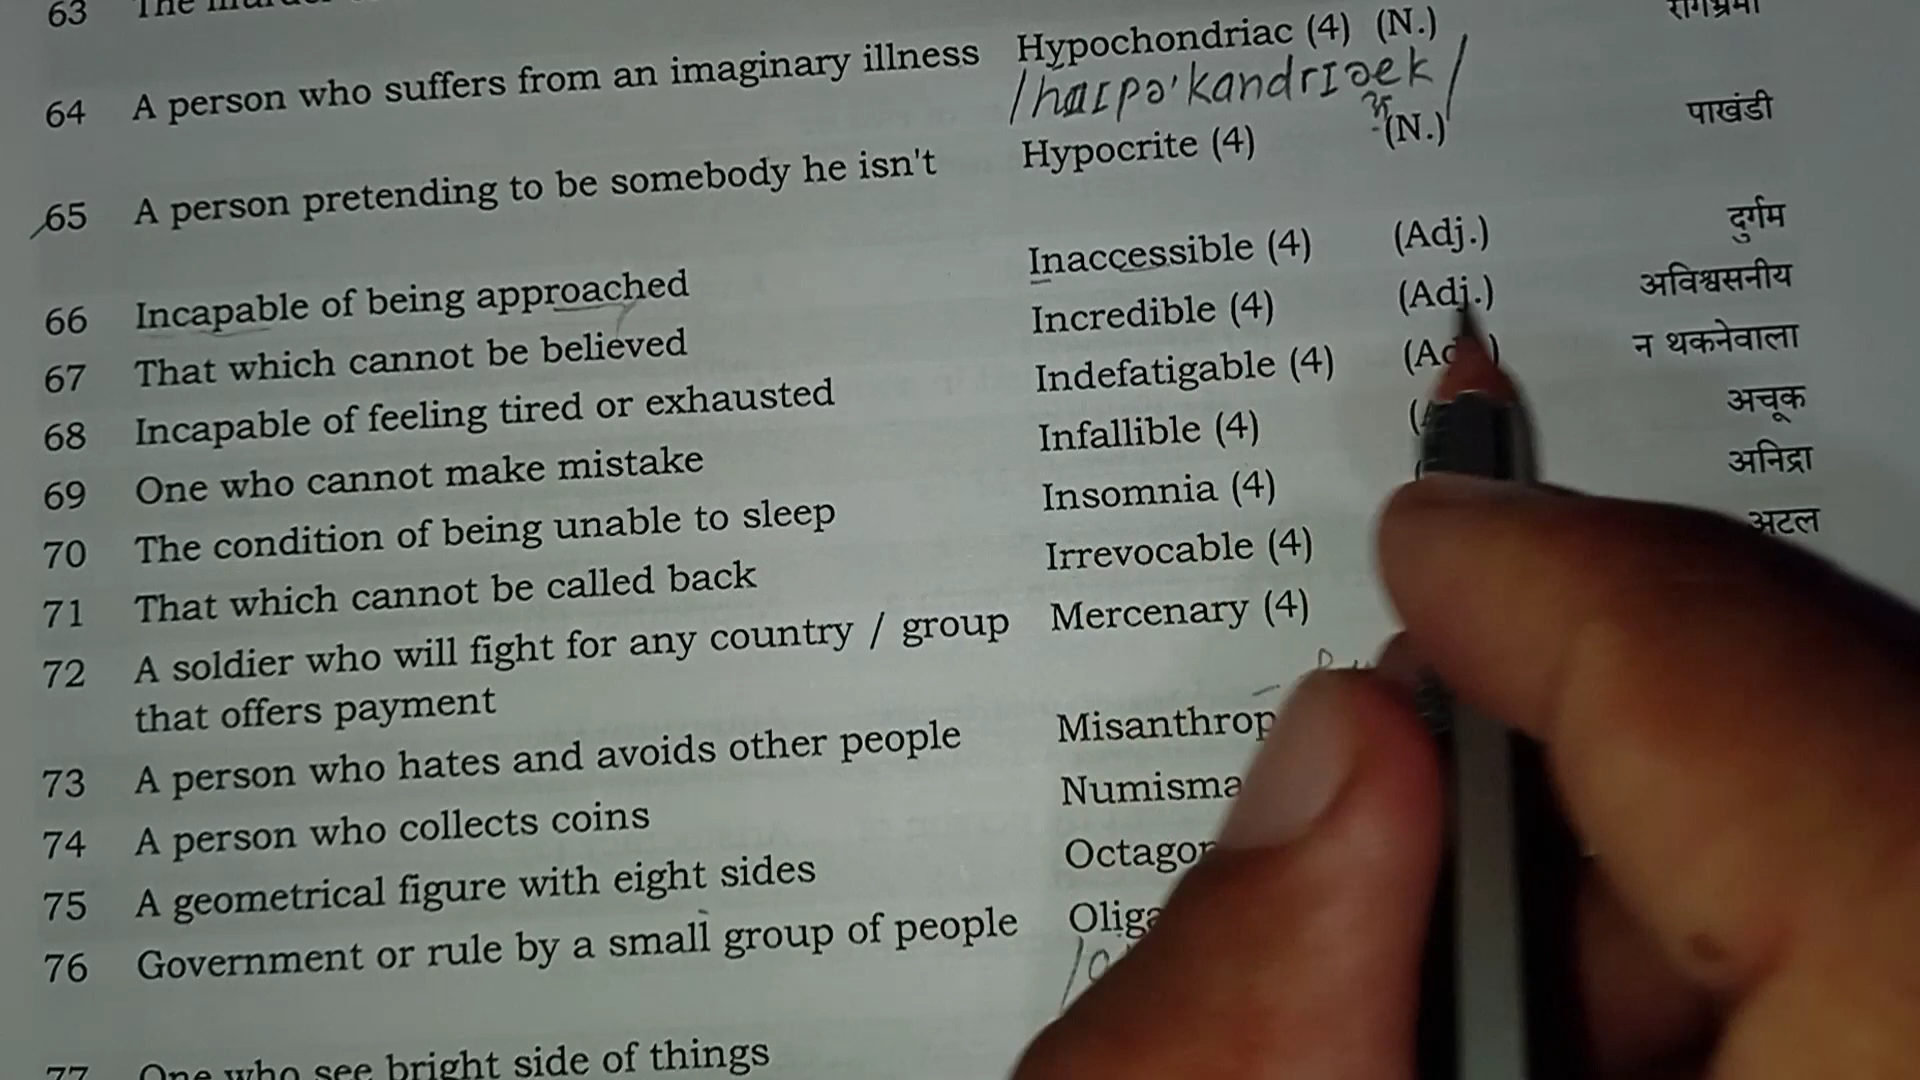 63 The
64 A person who suffers from an imaginary illness Hypochondriac (4) (N.)
65 A person pretending to be somebody he isn't Hypocrite (4) (N.) पाखंडी
66 Incapable of being approached Inaccessible (4) (Adj.) दुर्गम
67 That which cannot be believed Incredible (4) (Adj.) अविश्वसनीय
68 Incapable of feeling tired or exhausted Indefatigable (4) न थकनेवाला
69 One who cannot make mistake Infallible (4) अचूक
70 The condition of being unable to sleep Insomnia (4) अनिद्रा
71 That which cannot be called back Irrevocable (4) अटल
72 A soldier who will fight for any country / group Mercenary (4)
that offers payment
73 A person who hates and avoids other people Misanthrop
74 A person who collects coins Numisma
75 A geometrical figure with eight sides Octagon
76 Government or rule by a small group of people Oliga
77 One who see bright side of things